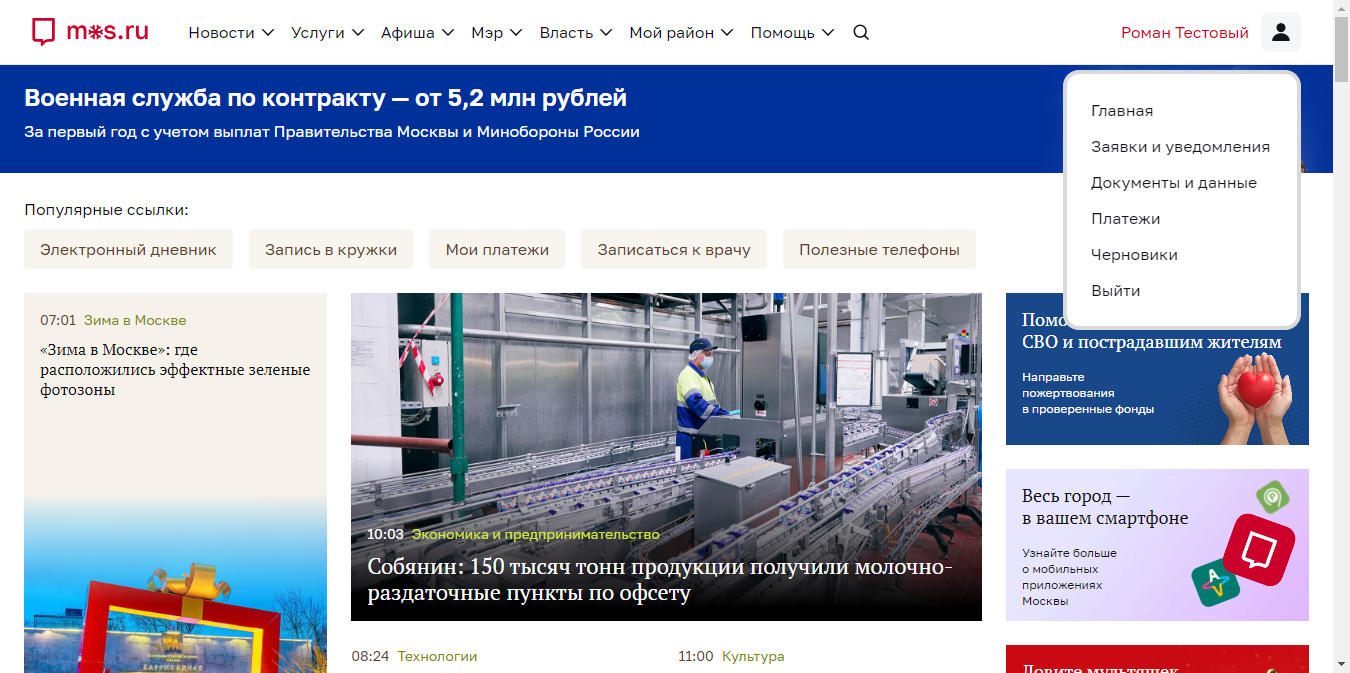 mos.ru
Новости
Услуги
Афиша
Мэр
Власть
Мой район
Помощь
Роман Тестовый
Военная служба по контракту — от 5,2 млн рублей
За первый год с учетом выплат Правительства Москвы и Минобороны России
Главная
Заявки и уведомления
Документы и данные
Платежи
Черновики
Выйти
Популярные ссылки:
Электронный дневник
Запись в кружки
Мои платежи
Записаться к врачу
Полезные телефоны
07:01 Зима в Москве
«Зима в Москве»: где
расположились эффектные зеленые
фотозоны
БАРРИКАДНАЯ
10:03 Экономика и предпринимательство
Собянин: 150 тысяч тонн продукции получили молочно-
раздаточные пункты по офсету
08:24 Технологии
11:00 Культура
СВО и пострадавшим жителям
Направьте
пожертвования
в проверенные фонды
Весь город —
в вашем смартфоне
Узнайте больше
о мобильных
приложениях
Москвы
Ловите мультяшек